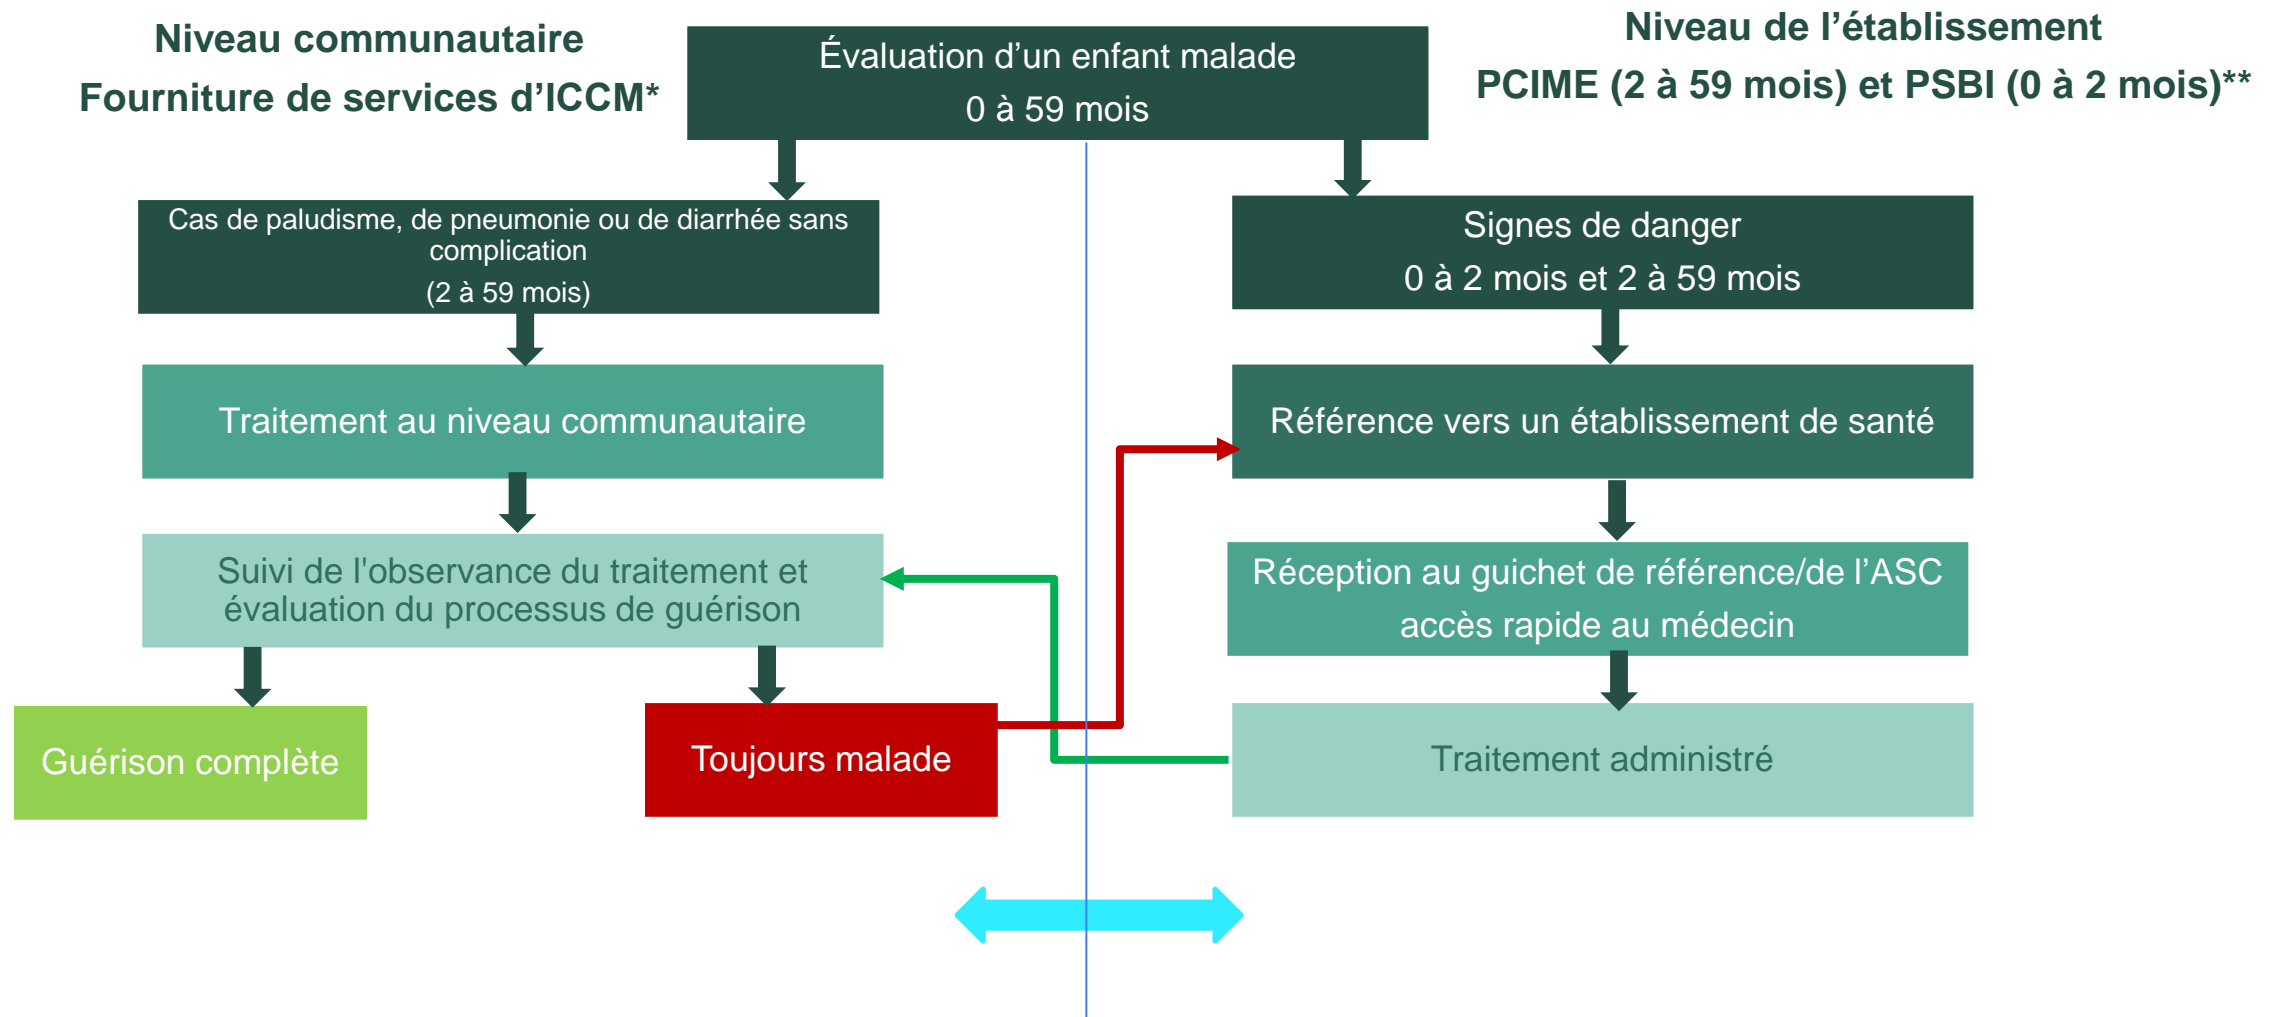 Niveau communautaire
Fourniture de services d’ICCM*
Évaluation d’un enfant malade
0 à 59 mois
Niveau de l’établissement
PCIME (2 à 59 mois) et PSBI (0 à 2 mois)**
Cas de paludisme, de pneumonie ou de diarrhée sans
complication
(2 à 59 mois)
Signes de danger
0 à 2 mois et 2 à 59 mois
Traitement au niveau communautaire
Référence vers un établissement de santé
Suivi de l'observance du traitement et
évaluation du processus de guérison
Réception au guichet de référence/de l’ASC
accès rapide au médecin
Guérison complète
Toujours malade
Traitement administré